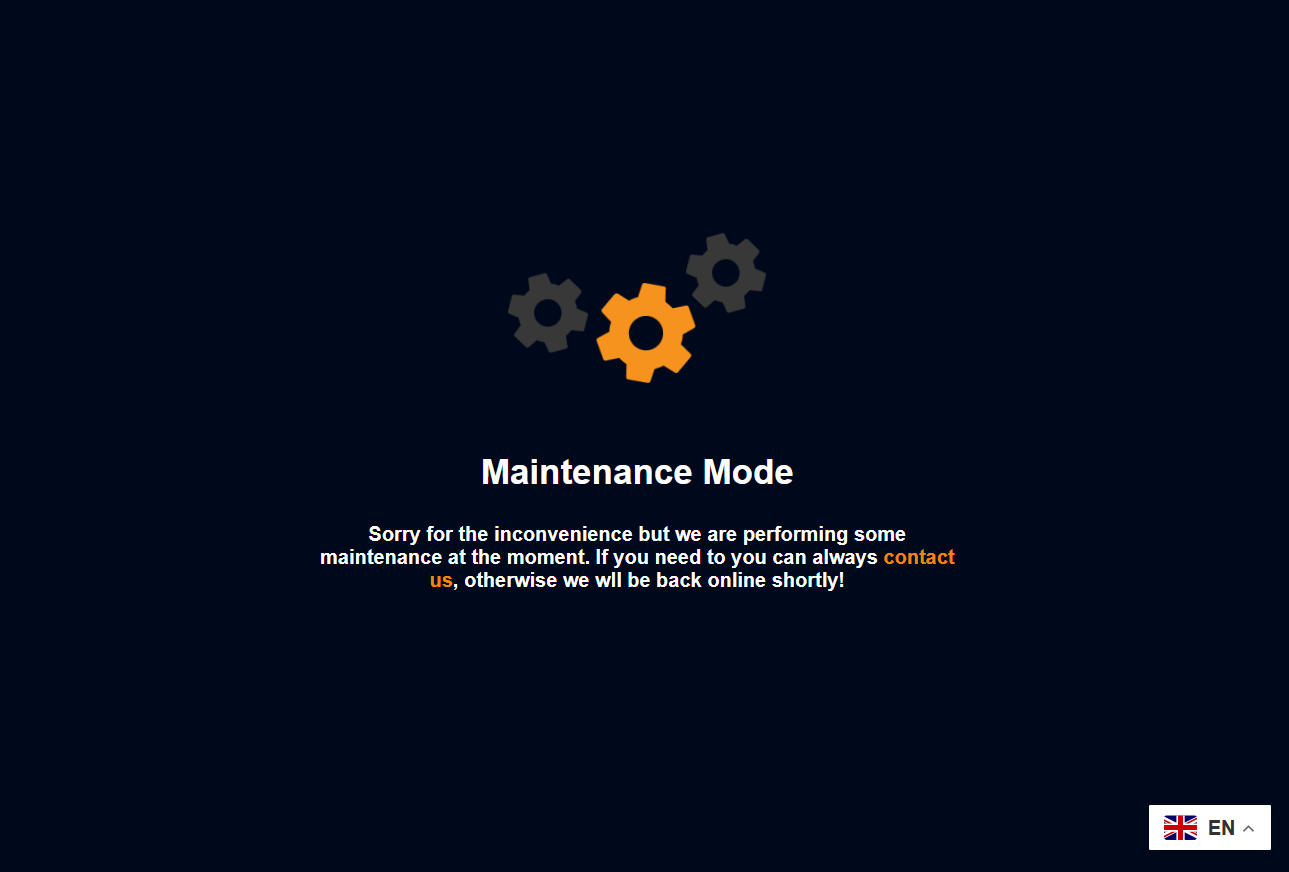 Maintenance Mode
Sorry for the inconvenience but we are performing some
maintenance at the moment. If you need to you can always contact
us, otherwise we wll be back online shortly!
EN